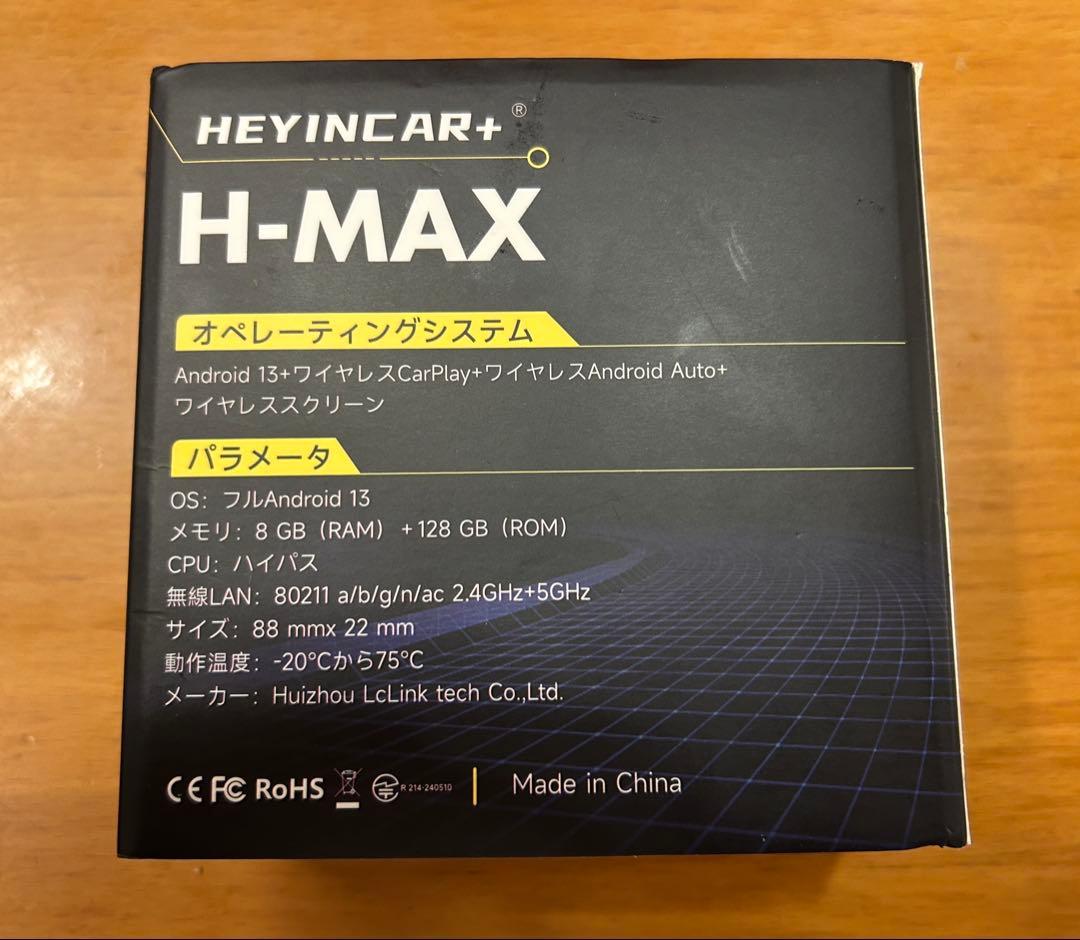 HEYINCAR+®
H-MAX
オペレーティングシステム
Android 13+ワイヤレスCarPlay+ワイヤレスAndroid Auto+
ワイヤレススクリーン
パラメータ
OS：フルAndroid 13
メモリ：8 GB（RAM）+128 GB（ROM）
CPU：ハイパス
無線LAN：80211 a/b/g/n/ac 2.4GHz+5GHz
サイズ：88 mmx 22 mm
動作温度：-20℃から75℃
メーカー：Huizhou LcLink tech Co.,Ltd.
CE FC RoHS R 214-240510 Made in China